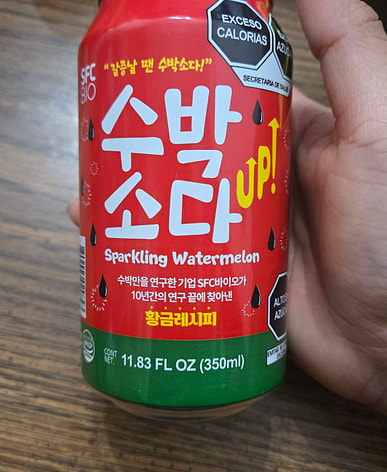 EXCESO
CALORÍAS
AZÚ
SECRETARÍA DE SALUD
SFC
BIO
"갈증날 땐 수박소다!"
수박
소다
UP!
Sparkling Watermelon
수박만을 연구한 기업 SFC바이오가
10년간의 연구 끝에 찾아낸
황금레시피
CONT
NET
11.83 FL OZ (350ml)